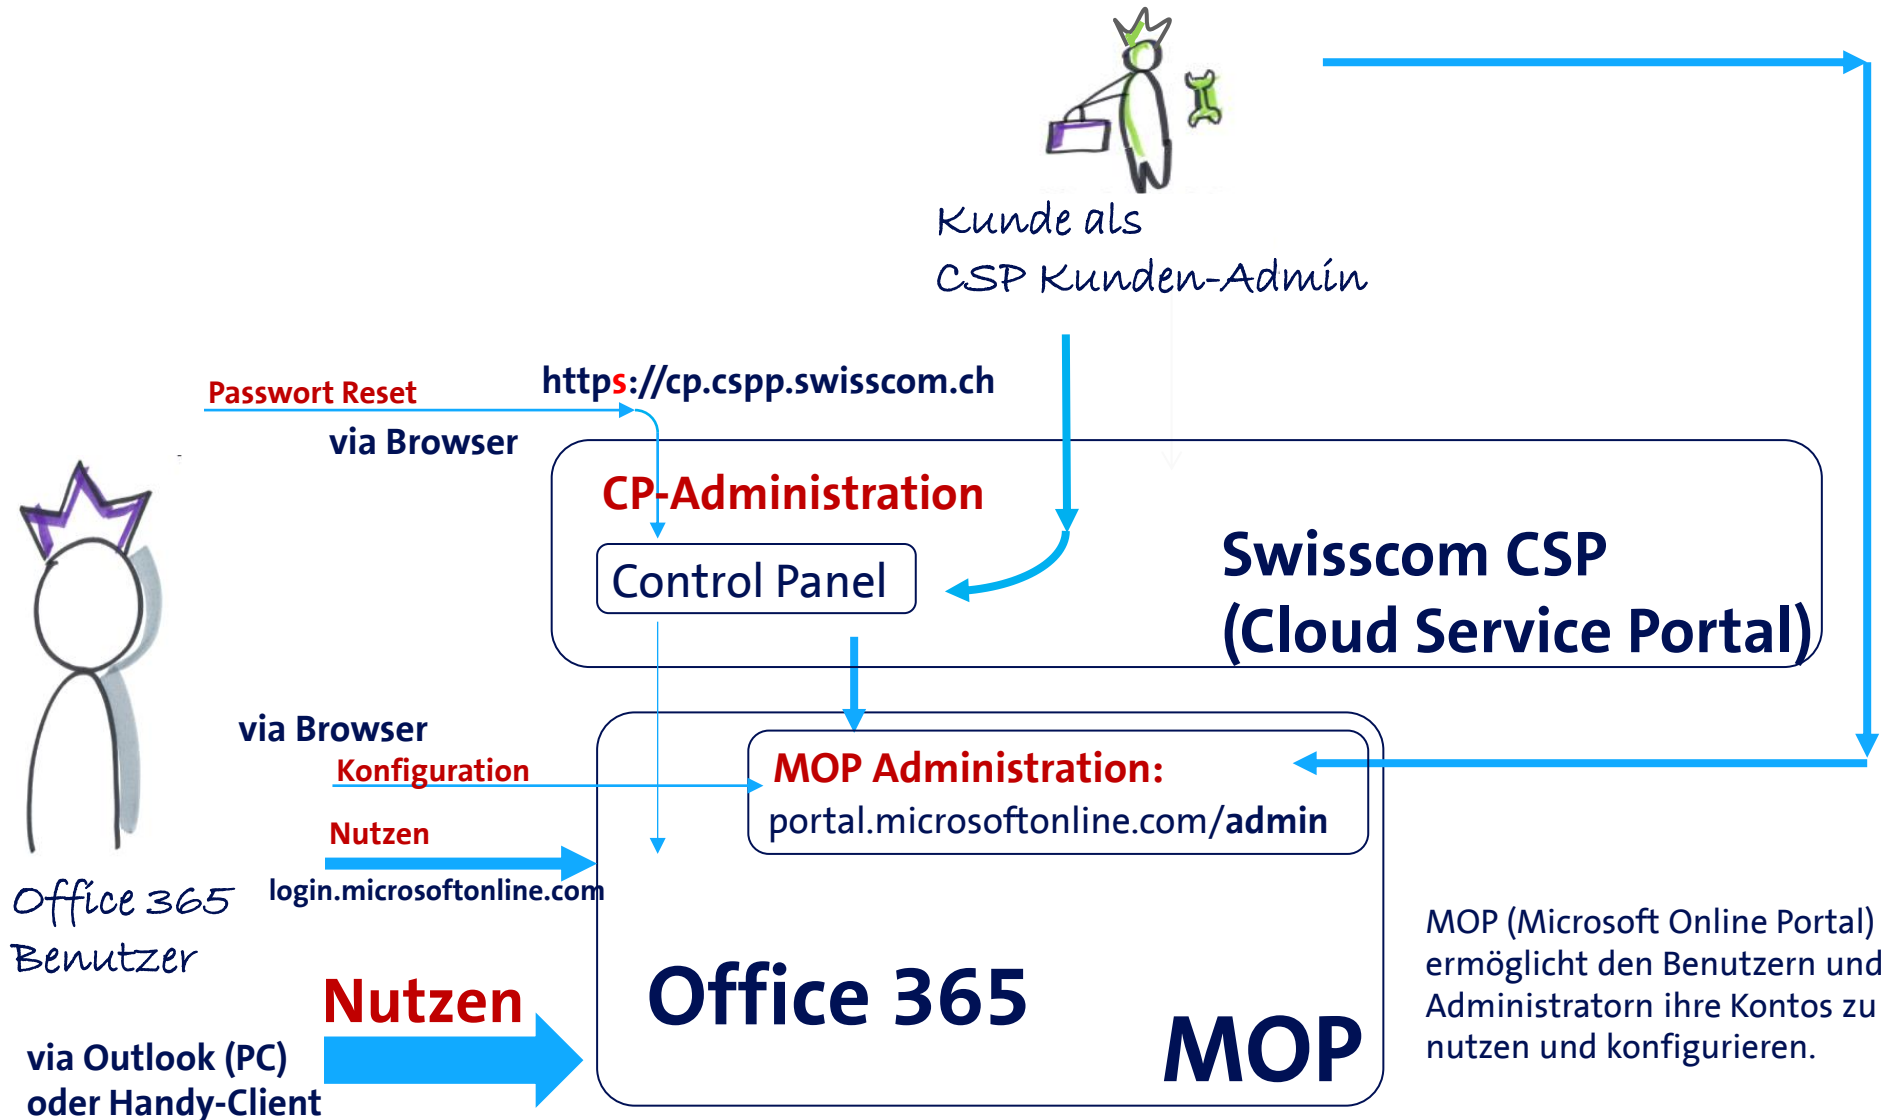 Kunde als
CSP Kunden-Admin
https://cp.cspp.swisscom.ch
Passwort Reset
via Browser
CP-Administration
Control Panel
Swisscom CSP
(Cloud Service Portal)
via Browser
Konfiguration
MOP Administration:
portal.microsoftonline.com/admin
Nutzen
login.microsoftonline.com
Office 365
Benutzer
Nutzen
via Outlook (PC)
oder Handy-Client
Office 365
MOP
MOP (Microsoft Online Portal)
ermöglicht den Benutzern und
Administratorn ihre Kontos zu
nutzen und konfigurieren.